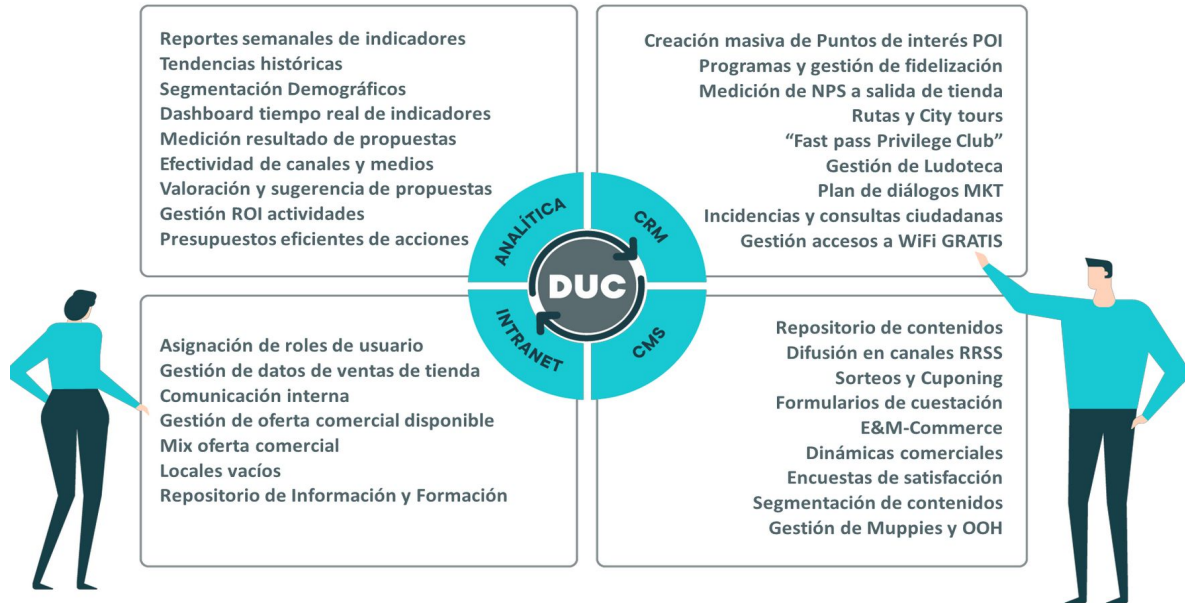 Reportes semanales de indicadores
Tendencias históricas
Segmentación Demográficos
Dashboard tiempo real de indicadores
Medición resultado de propuestas
Efectividad de canales y medios
Valoración y sugerencia de propuestas
Gestión ROI actividades
Presupuestos eficientes de acciones
Creación masiva de Puntos de interés POI
Programas y gestión de fidelización
Medición de NPS a salida de tienda
Rutas y City tours
“Fast pass Privilege Club”
Gestión de Ludoteca
Plan de diálogos MKT
Incidencias y consultas ciudadanas
Gestión accesos a WiFi GRATIS
ANALÍTICA
CRM
DUC
INTRANET
CMS
Asignación de roles de usuario
Gestión de datos de ventas de tienda
Comunicación interna
Gestión de oferta comercial disponible
Mix oferta comercial
Locales vacíos
Repositorio de Información y Formación
Repositorio de contenidos
Difusión en canales RRSS
Sorteos y Cuponing
Formularios de cuestación
E&M-Commerce
Dinámicas comerciales
Encuestas de satisfacción
Segmentación de contenidos
Gestión de Muppies y OOH